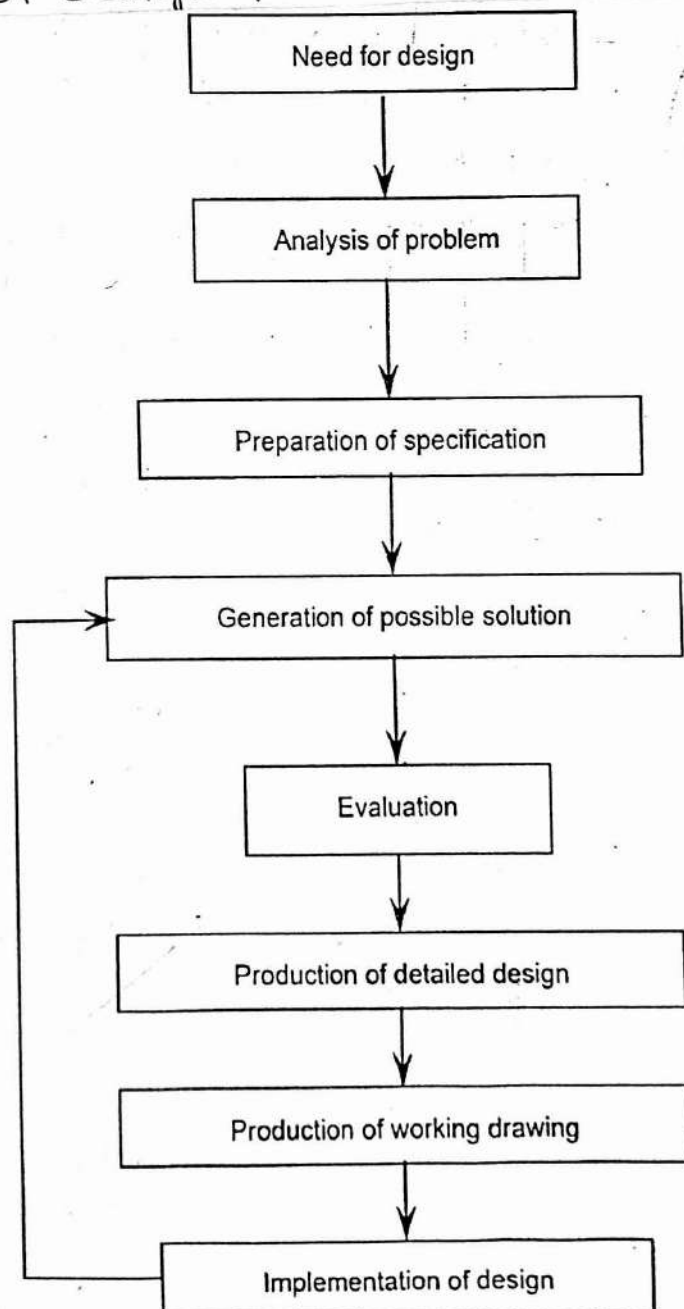 Need for design
Analysis of problem
Preparation of specification
Generation of possible solution
Evaluation
Production of detailed design
Production of working drawing
Implementation of design